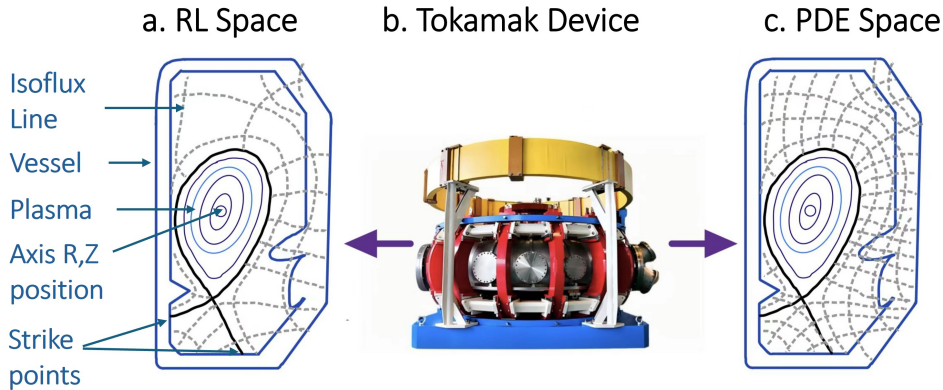 a. RL Space
b. Tokamak Device
c. PDE Space
Isoflux
Line
Vessel
Plasma
Axis R,Z
position
Strike
points